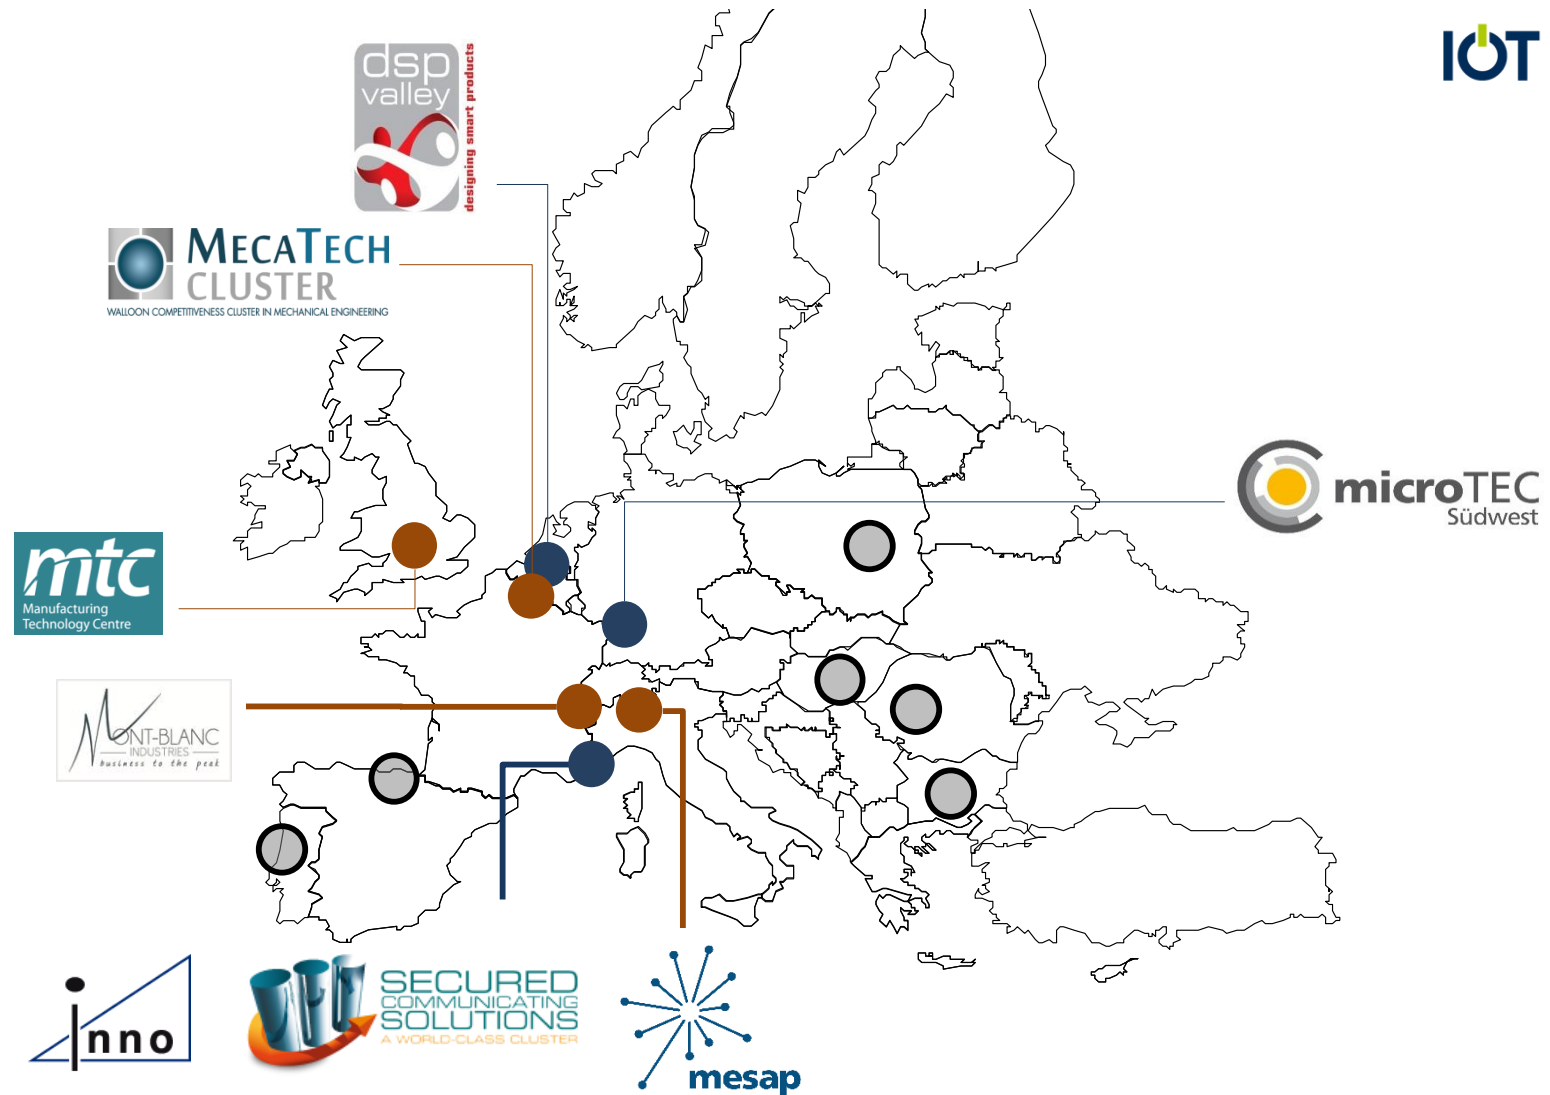 IOT
dsp
valley
designing smart products
MECATECH
CLUSTER
WALLOON COMPETITIVENESS CLUSTER IN MECHANICAL ENGINEERING
microTEC
Südwest
mtc
Manufacturing
Technology Centre
MONT-BLANC
INDUSTRIES
business to the peak
inno
SECURED
COMMUNICATING
SOLUTIONS
A WORLD-CLASS CLUSTER
mesap